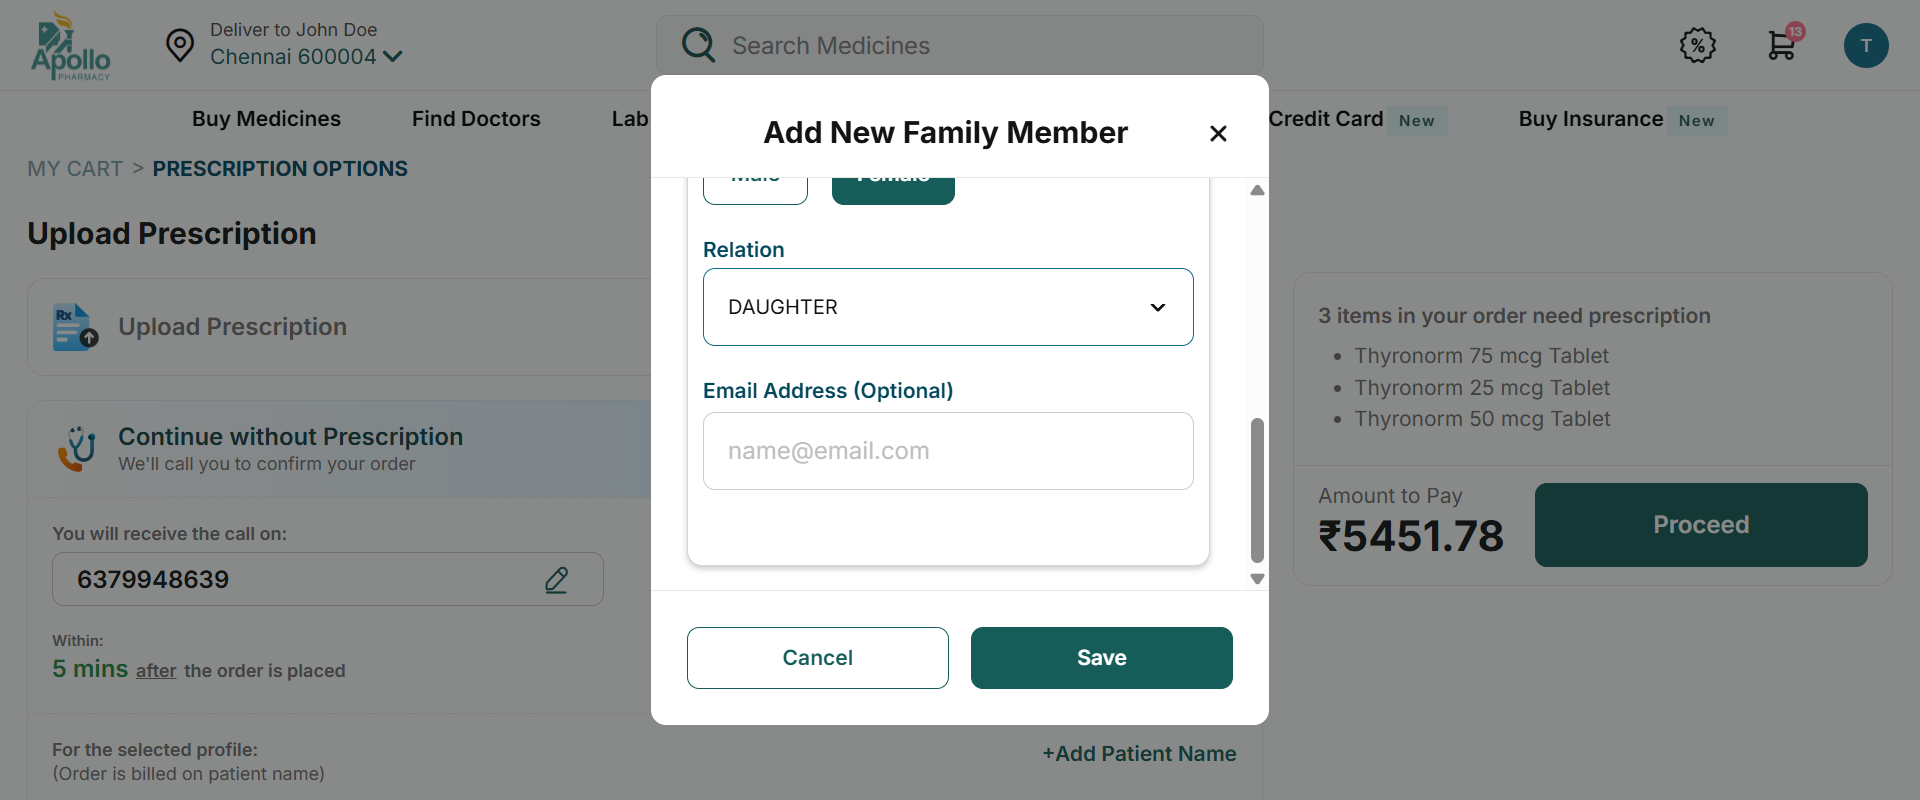 Apollo
PHARMACY
Deliver to John Doe
Chennai 600004
Search Medicines
%
13
T
Buy Medicines
Find Doctors
Lab
Credit Card New
Buy Insurance New
MY CART > PRESCRIPTION OPTIONS
Upload Prescription
Rx
Upload Prescription
Continue without Prescription
We'll call you to confirm your order
You will receive the call on:
6379948639
Within:
5 mins after the order is placed
For the selected profile:
(Order is billed on patient name)
+Add Patient Name
Add New Family Member
Male
Female
Relation
DAUGHTER
Email Address (Optional)
name@email.com
Cancel
Save
3 items in your order need prescription
• Thyronorm 75 mcg Tablet
• Thyronorm 25 mcg Tablet
• Thyronorm 50 mcg Tablet
Amount to Pay
₹5451.78
Proceed